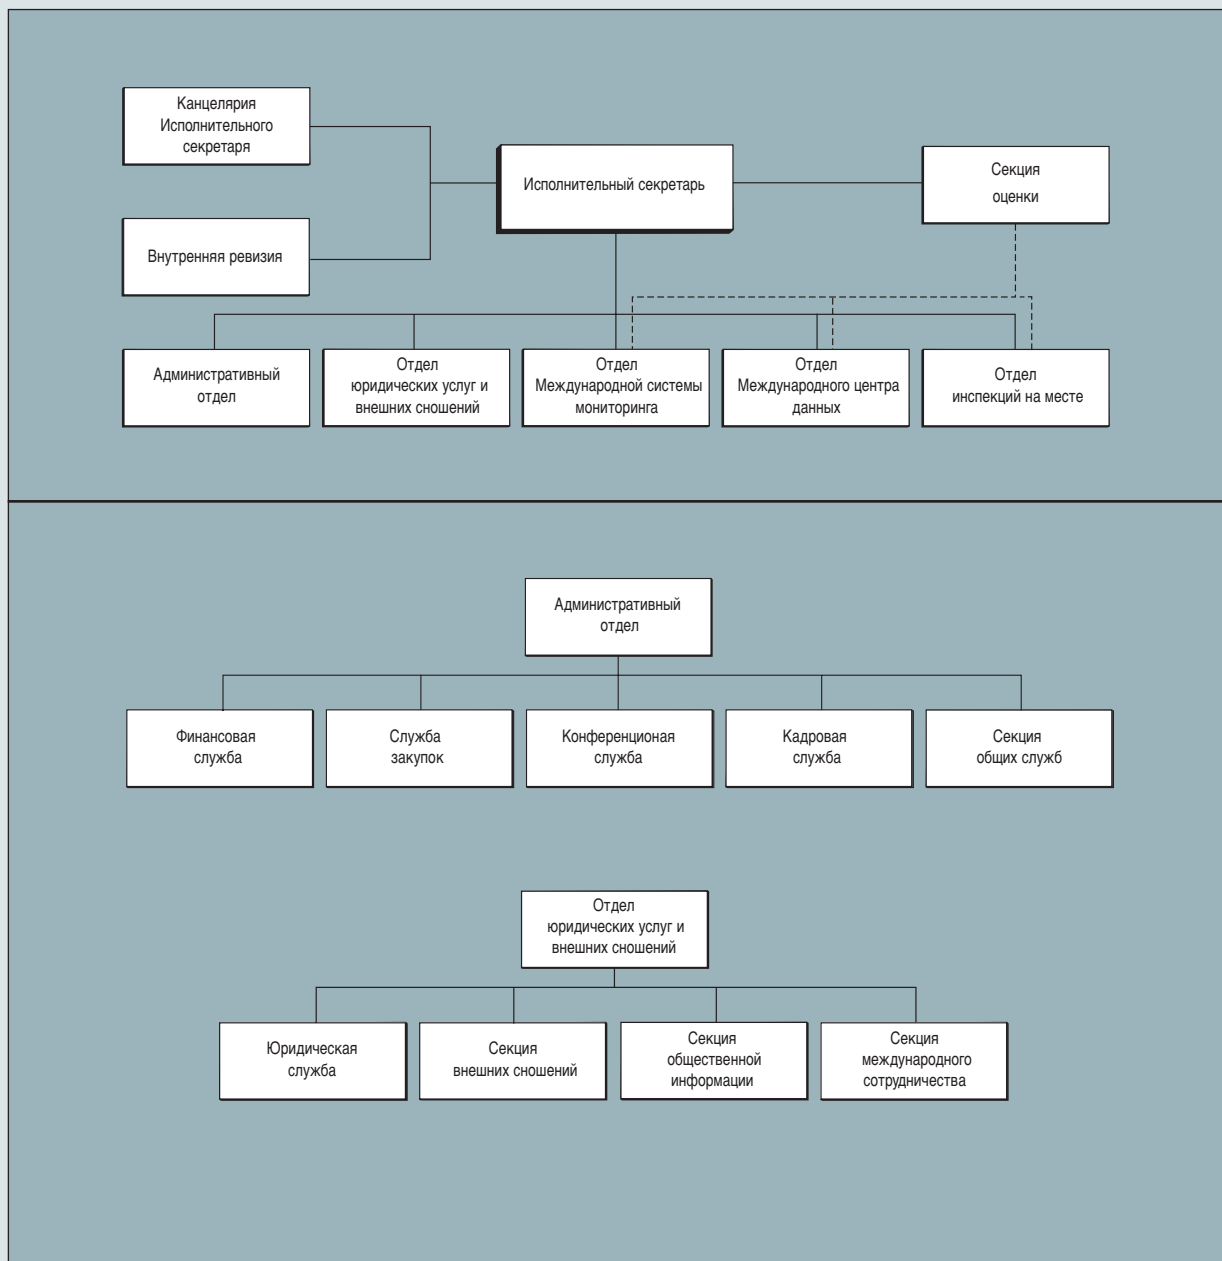 Канцелярия
Исполнительного
секретаря
Исполнительный секретарь
Секция
оценки
Внутренняя ревизия
Административный
отдел
Отдел
юридических услуг и
внешних сношений
Отдел
Международной системы
мониторинга
Отдел
Международного центра
данных
Отдел
инспекций на месте
Административный
отдел
Финансовая
служба
Служба
закупок
Конференционая
служба
Кадровая
служба
Секция
общих служб
Отдел
юридических услуг и
внешних сношений
Юридическая
служба
Секция
внешних сношений
Секция
общественной
информации
Секция
международного
сотрудничества